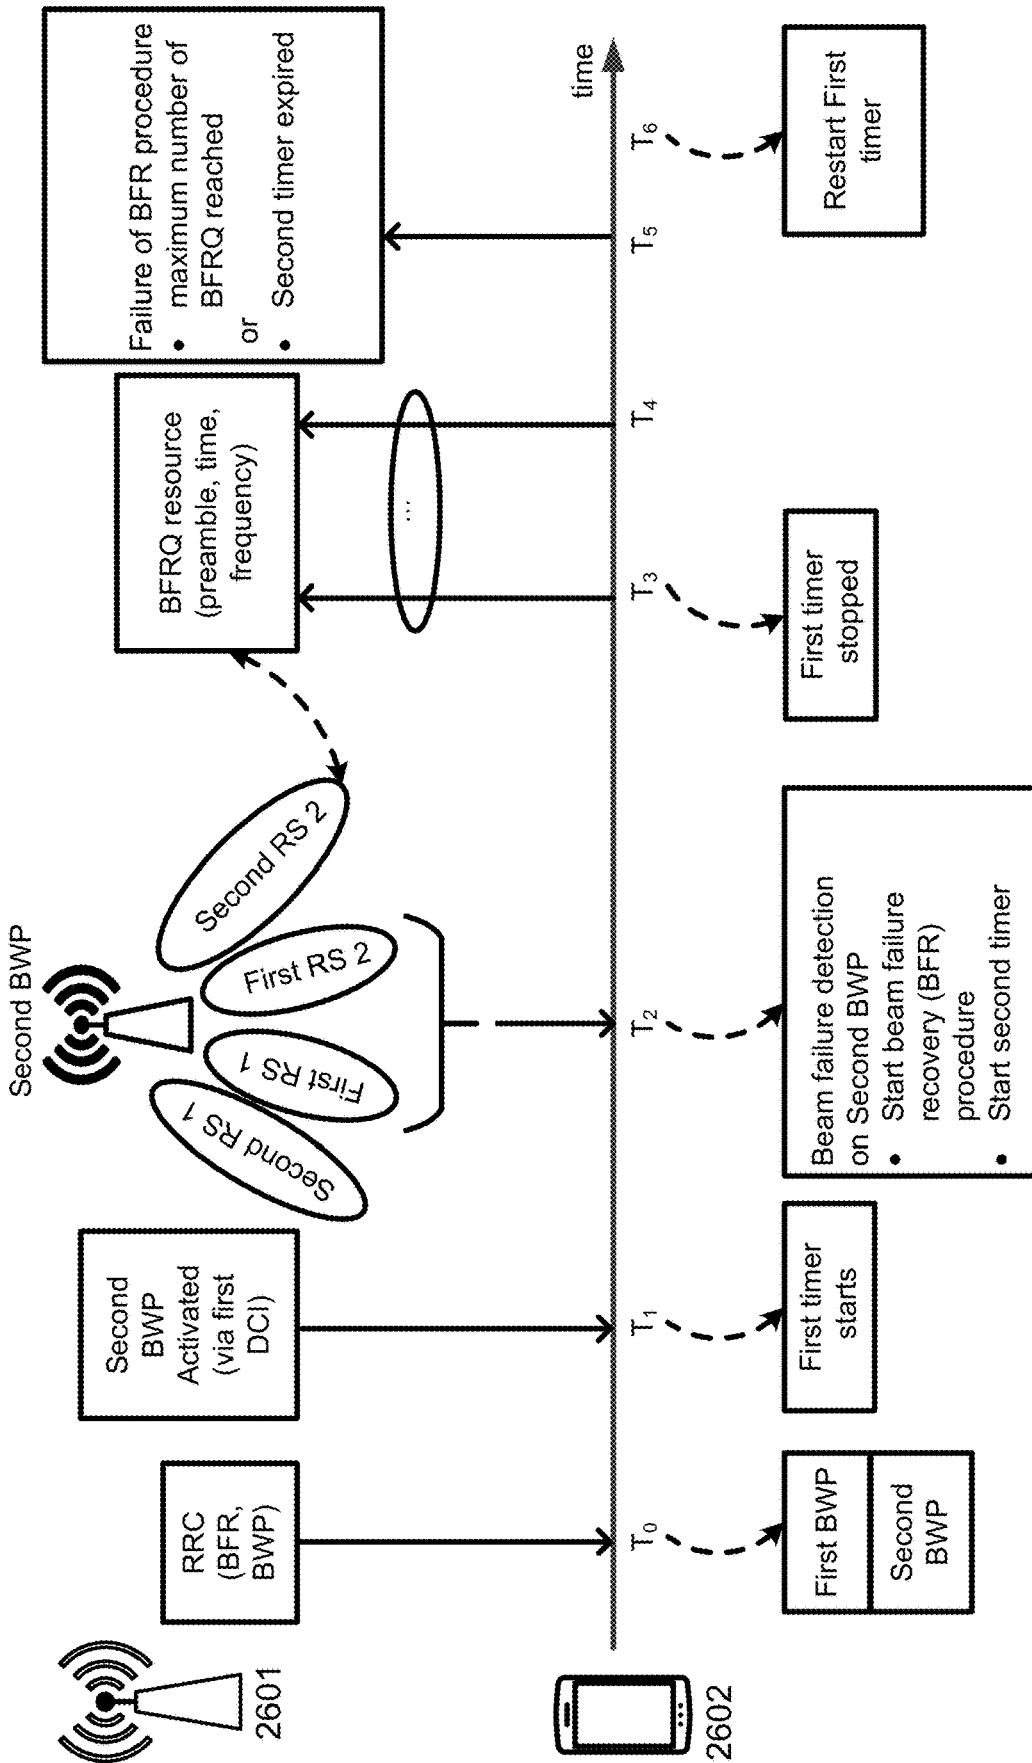 2601
RRC
(BFR,
BWP)
Second
BWP
Activated
(via first
DCI)
Second BWP
Second RS 1
First RS 1
First RS 2
Second RS 2
BFRQ resource
(preamble, time,
frequency)
...
Failure of BFR procedure
• maximum number of
BFRQ reached
or
• Second timer expired
time
2602
T0
T1
T2
T3
T4
T5
T6
First BWP
Second
BWP
First timer
starts
Beam failure detection
on Second BWP
• Start beam failure
recovery (BFR)
procedure
• Start second timer
First timer
stopped
Restart First
timer